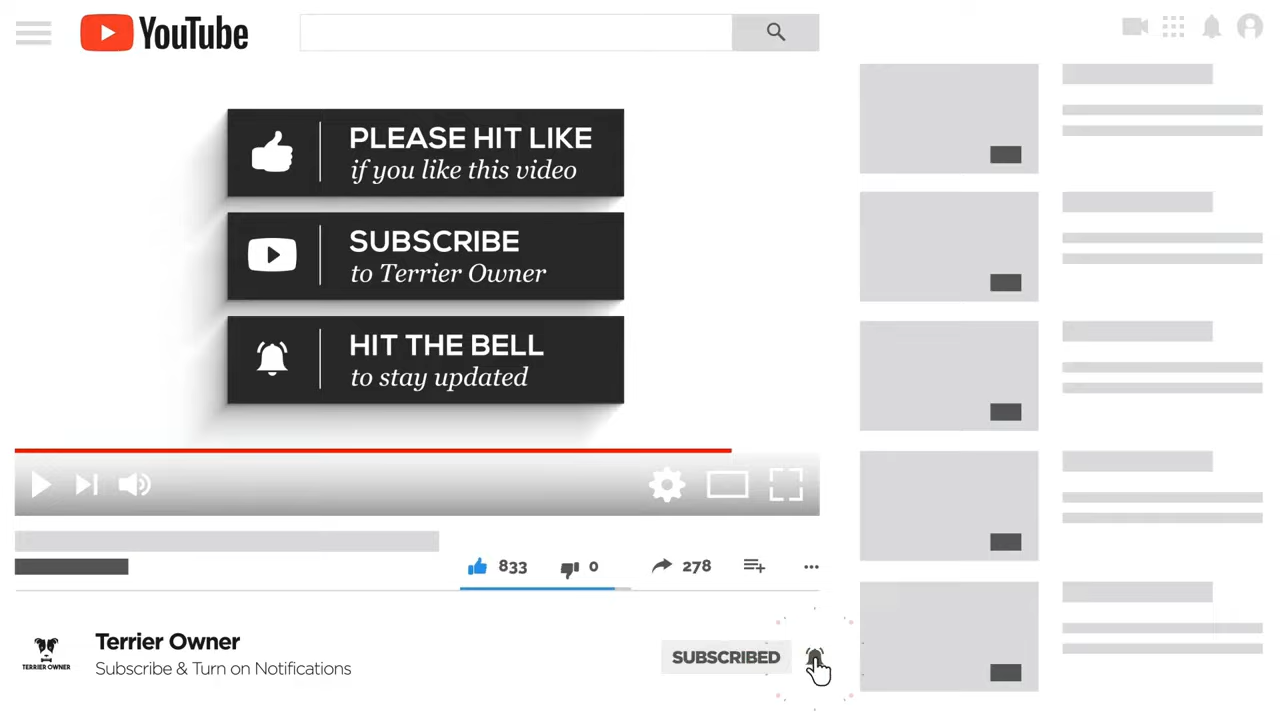 YouTube
PLEASE HIT LIKE
if you like this video
SUBSCRIBE
to Terrier Owner
HIT THE BELL
to stay updated
833
0
278
Terrier Owner
Subscribe & Turn on Notifications
TERRIER OWNER
SUBSCRIBED